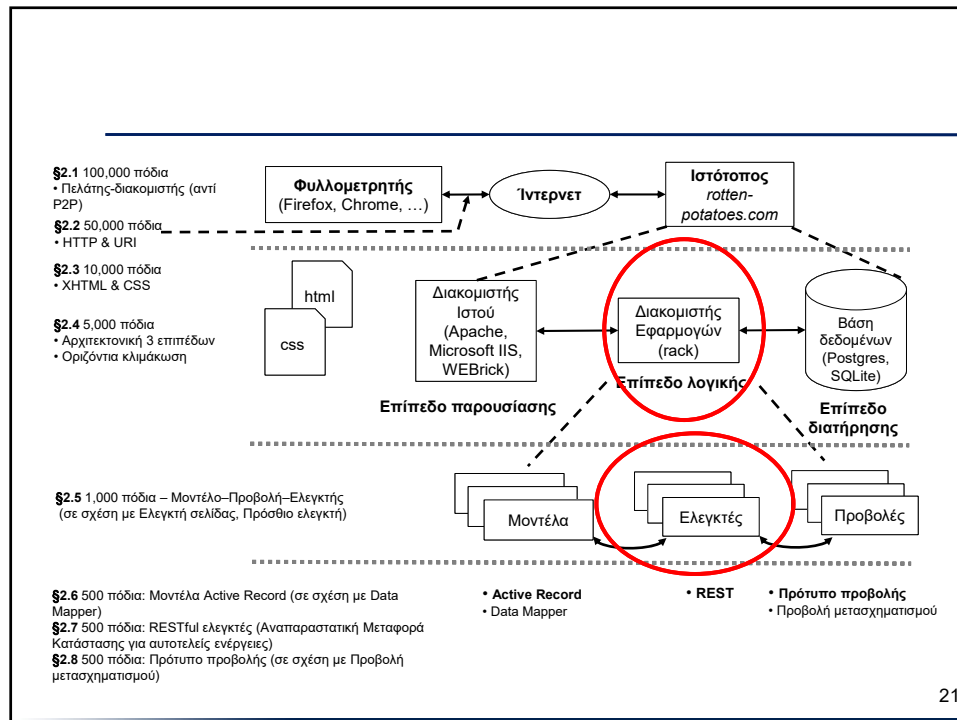 §2.1 100,000 πόδια
• Πελάτης-διακομιστής (αντί
P2P)
§2.2 50,000 πόδια
• HTTP & URI
Φυλλομετρητής
(Firefox, Chrome, …)
Ίντερνετ
Ιστότοπος
rotten-
potatoes.com
§2.3 10,000 πόδια
• XHTML & CSS
§2.4 5,000 πόδια
• Αρχιτεκτονική 3 επιπέδων
• Οριζόντια κλιμάκωση
html
css
Διακομιστής
Ιστού
(Apache,
Microsoft IIS,
WEBrick)
Επίπεδο παρουσίασης
Διακομιστής
Εφαρμογών
(rack)
Επίπεδο λογικής
Βάση
δεδομένων
(Postgres,
SQLite)
Επίπεδο
διατήρησης
§2.5 1,000 πόδια – Μοντέλο–Προβολή–Ελεγκτής
(σε σχέση με Ελεγκτή σελίδας, Πρόσθιο ελεγκτή)
Μοντέλα
Ελεγκτές
Προβολές
§2.6 500 πόδια: Μοντέλα Active Record (σε σχέση με Data
Mapper)
§2.7 500 πόδια: RESTful ελεγκτές (Αναπαραστατική Μεταφορά
Κατάστασης για αυτοτελείς ενέργειες)
§2.8 500 πόδια: Πρότυπο προβολής (σε σχέση με Προβολή
μετασχηματισμού)
• Active Record
• Data Mapper
• REST
• Πρότυπο προβολής
• Προβολή μετασχηματισμού
21